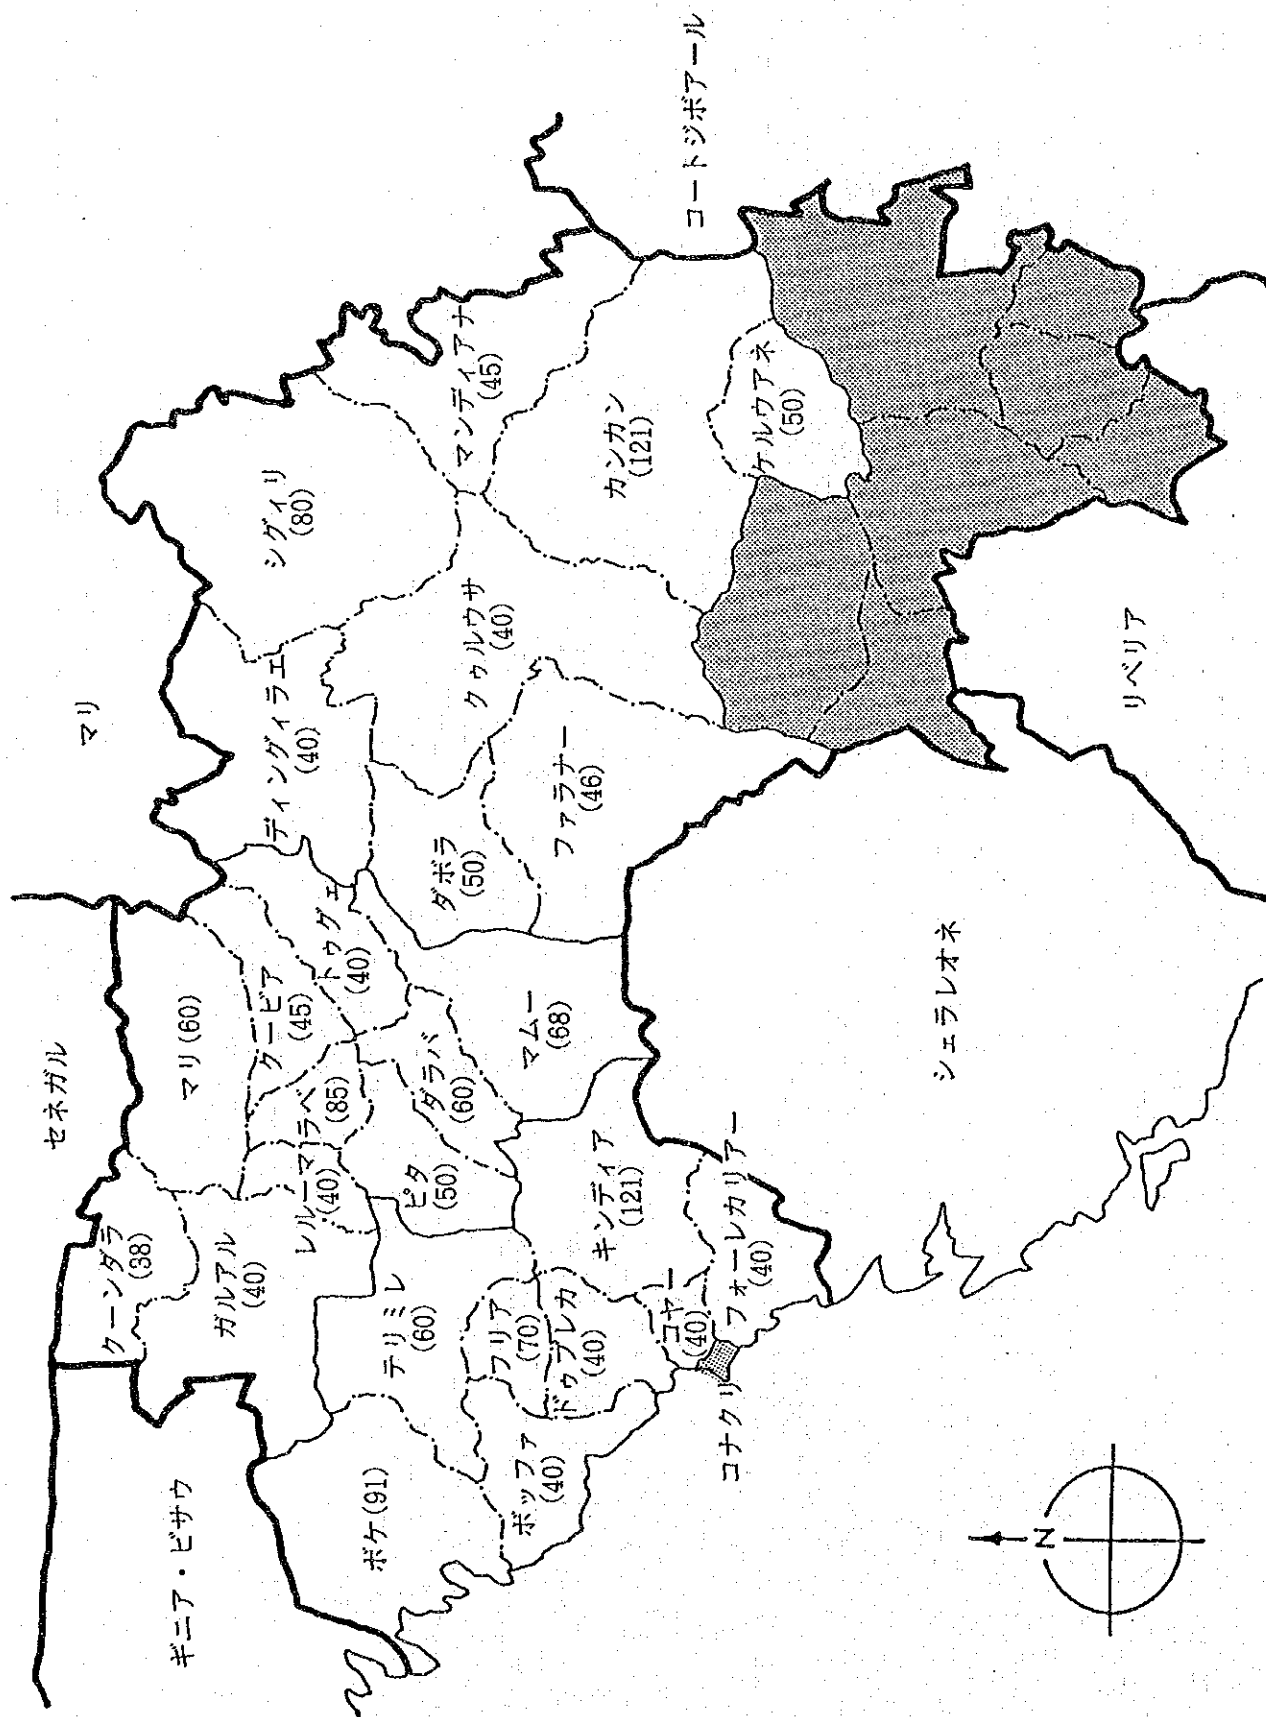 セネガル
マリ
ギニア・ビサウ
コートジボアール
リベリア
シェラレオネ
クーンダラ
(38)
ガルアル
(40)
マリ(60)
クービア
(45)
トゥグェ
(40)
レルーマ
(40)
ラベ
(85)
ピタ
(50)
ダラバ
(60)
マムー
(68)
ディングィラエ
(40)
シグィリ
(80)
マンディアナ
(45)
クゥルウサ
(40)
ダボラ
(50)
ファラナー
(46)
カンカン
(121)
ケルウアネ
(50)
ボケ(91)
テリミレ
(60)
フリア
(70)
ボッファ
(40)
ドゥブレカ
(40)
キンディア
(121)
コヤー
(40)
フォーレカリアー
(40)
コナクリ
N